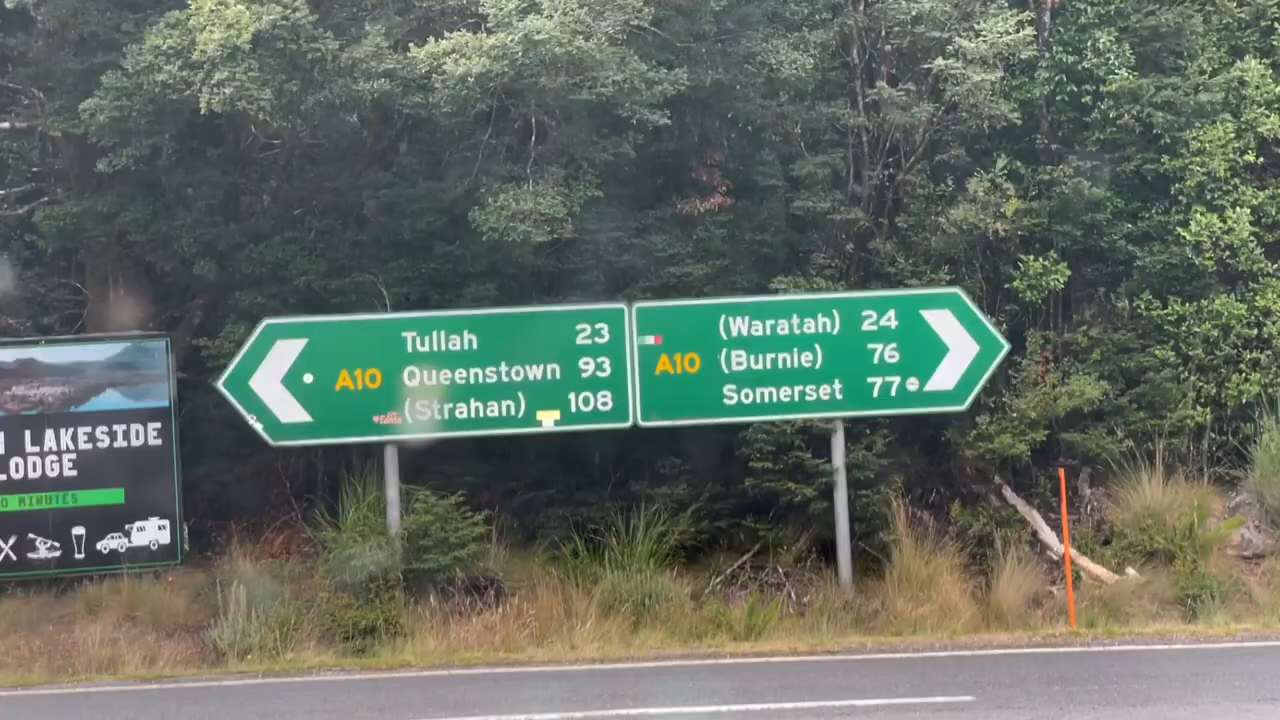 LAKESIDE
LODGE
MINUTES
A10
Tullah 23
Queenstown 93
(Strahan) 108
A10
(Waratah) 24
(Burnie) 76
Somerset 77